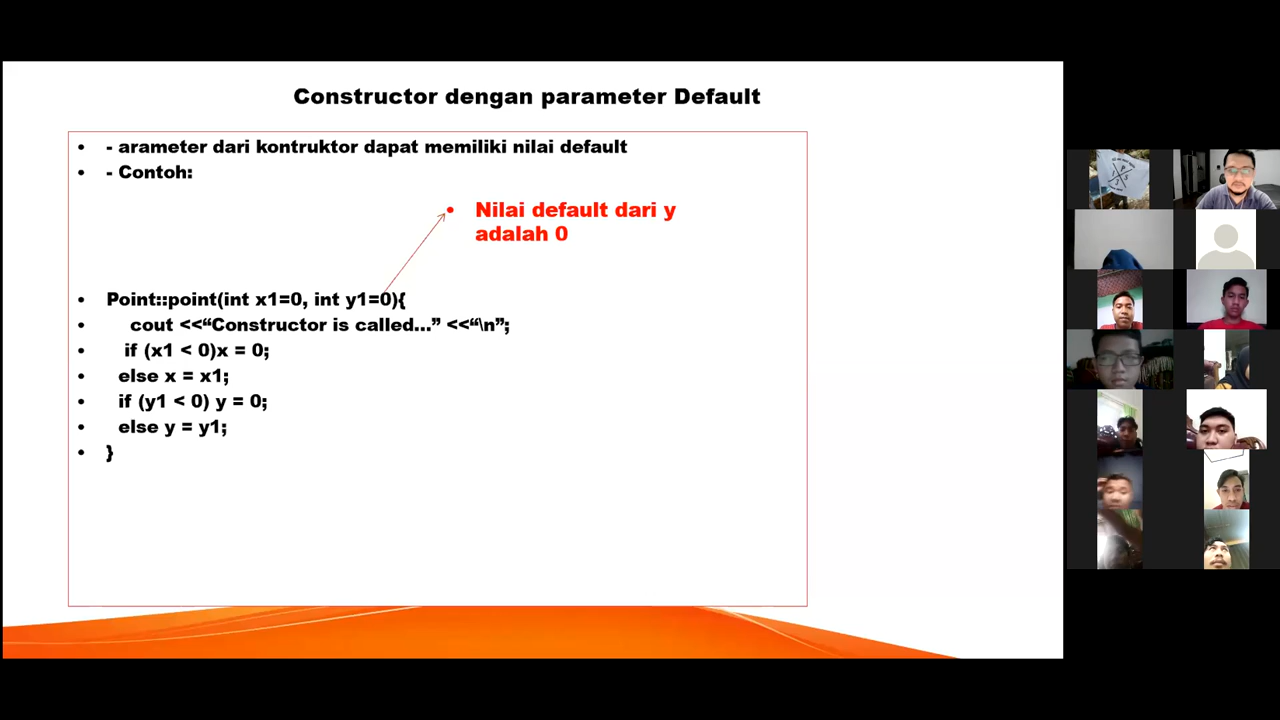 Constructor dengan parameter Default
• - arameter dari kontruktor dapat memiliki nilai default
• - Contoh:
• Nilai default dari y
adalah 0
• Point::point(int x1=0, int y1=0){
• cout <<“Constructor is called...” <<“\n”;
• if (x1 < 0)x = 0;
• else x = x1;
• if (y1 < 0) y = 0;
• else y = y1;
• }